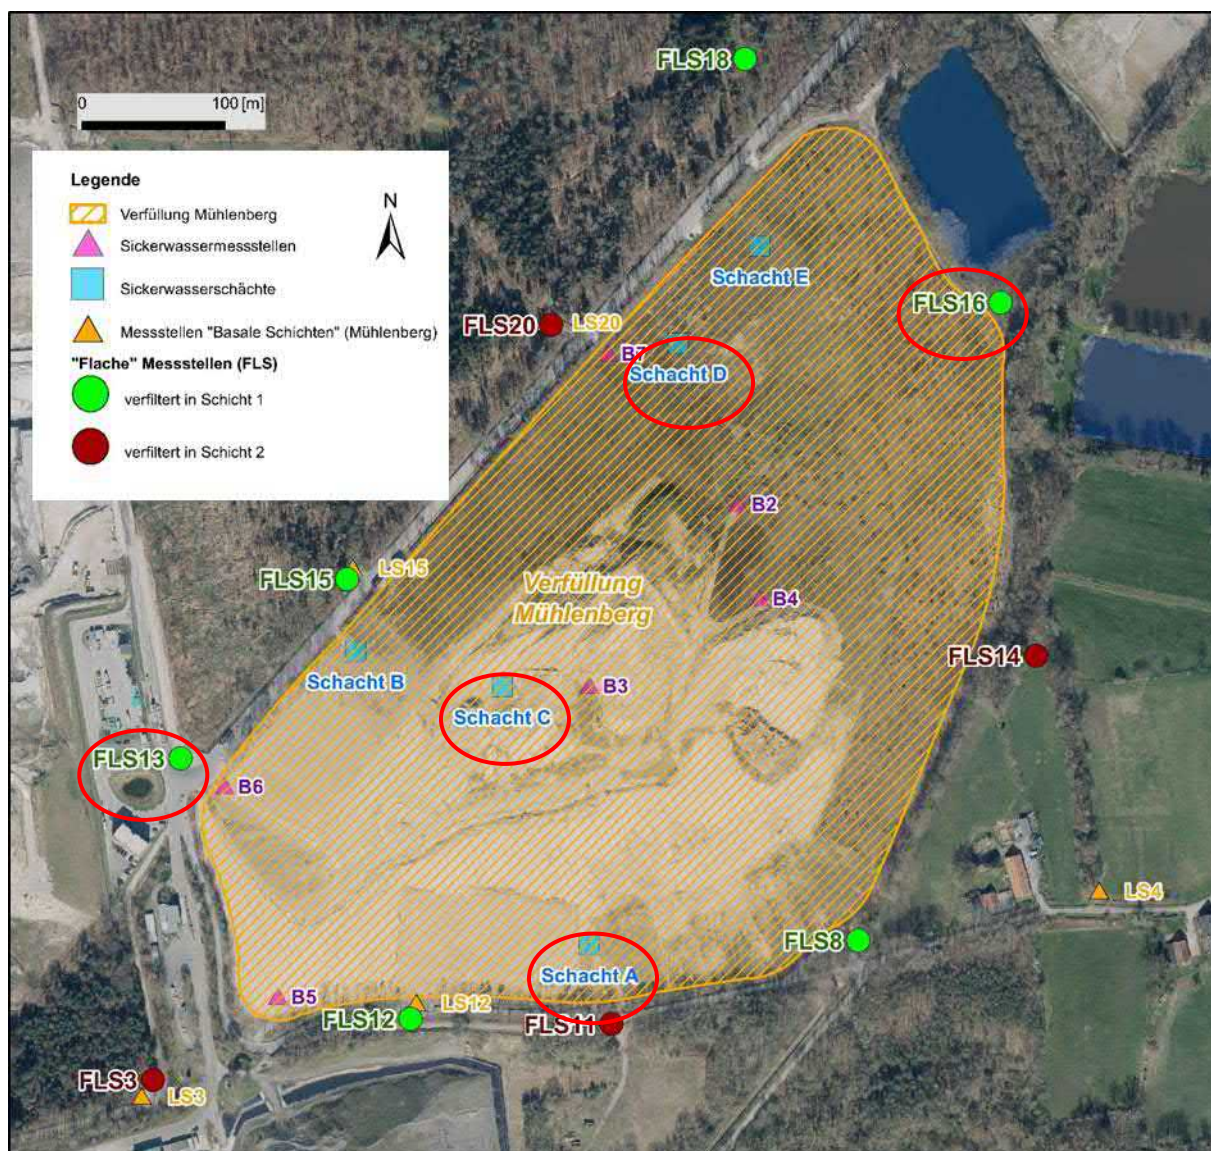 FLS18
0 100 [m]
Legende
N
Verfüllung Mühlenberg
Sickerwassermessstellen
Sickerwasserschächte
Messstellen "Basale Schichten" (Mühlenberg)
"Flache" Messstellen (FLS)
verfiltert in Schicht 1
verfiltert in Schicht 2
Schacht E
FLS16
FLS20
LS20
B7
Schacht D
B2
FLS15
LS15
Verfüllung
Mühlenberg
B4
FLS14
Schacht B
B3
Schacht C
FLS13
B6
LS4
FLS8
Schacht A
B5
LS12
FLS12
FLS11
FLS3
LS3